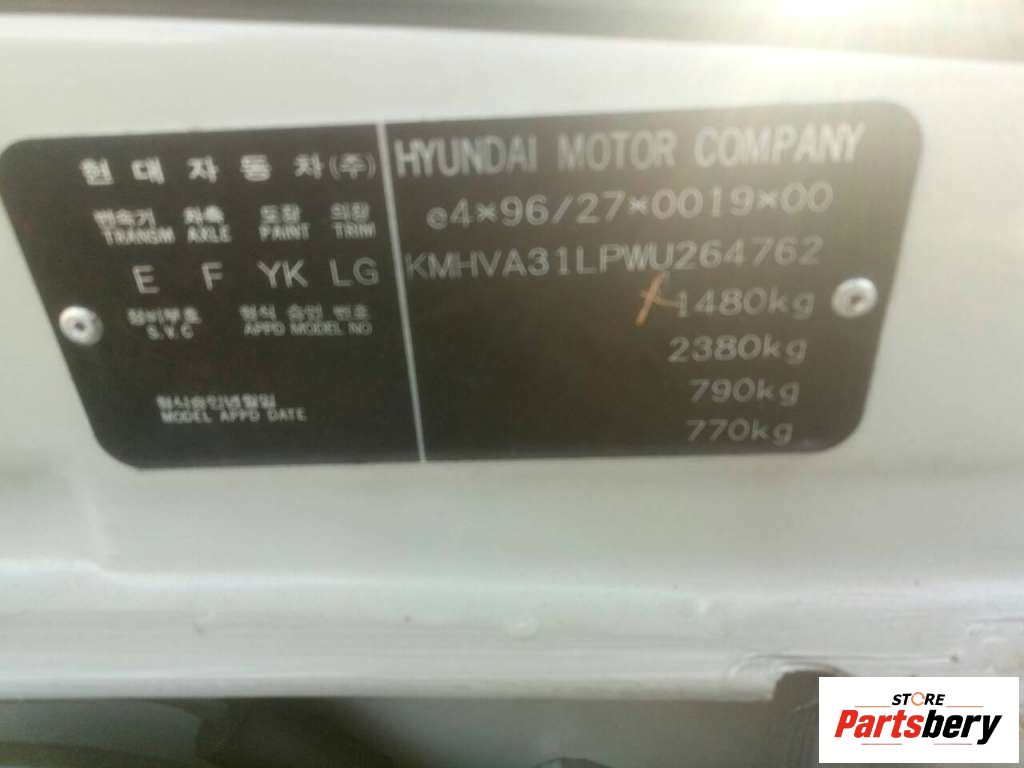 현대자동차(주)
변속기 차축 도장 의장
TRANSM AXLE PAINT TRIM
E F YK LG
장비부호 형식 승인 번호
S.Y.C APPD MODEL NO
형식승인년월일
MODEL APPD DATE
HYUNDAI MOTOR COMPANY
e4*96/27*0019*00
KMHVA31LPWU264762
1480kg
2380kg
790kg
770kg
STORE
Partsbery